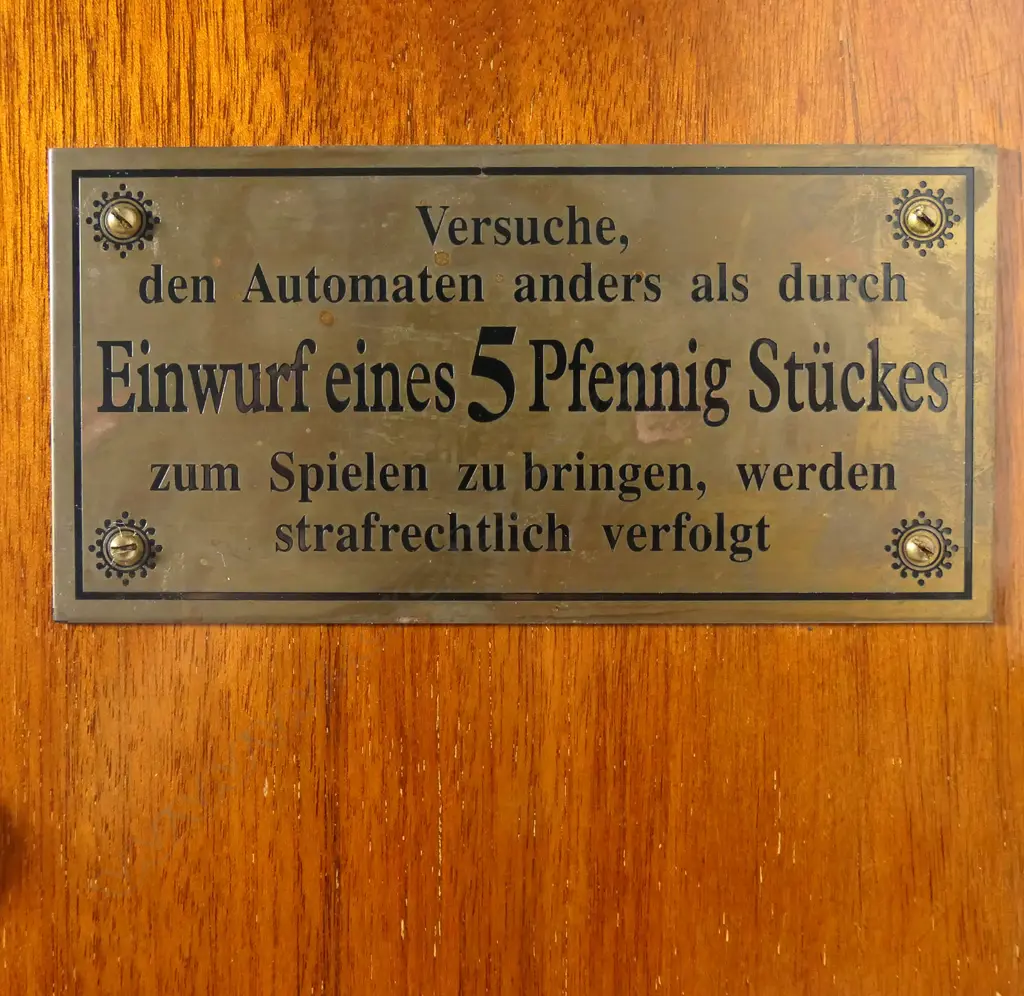 Versuche,
den Automaten anders als durch
Einwurf eines 5 Pfennig Stückes
zum Spielen zu bringen, werden
strafrechtlich verfolgt